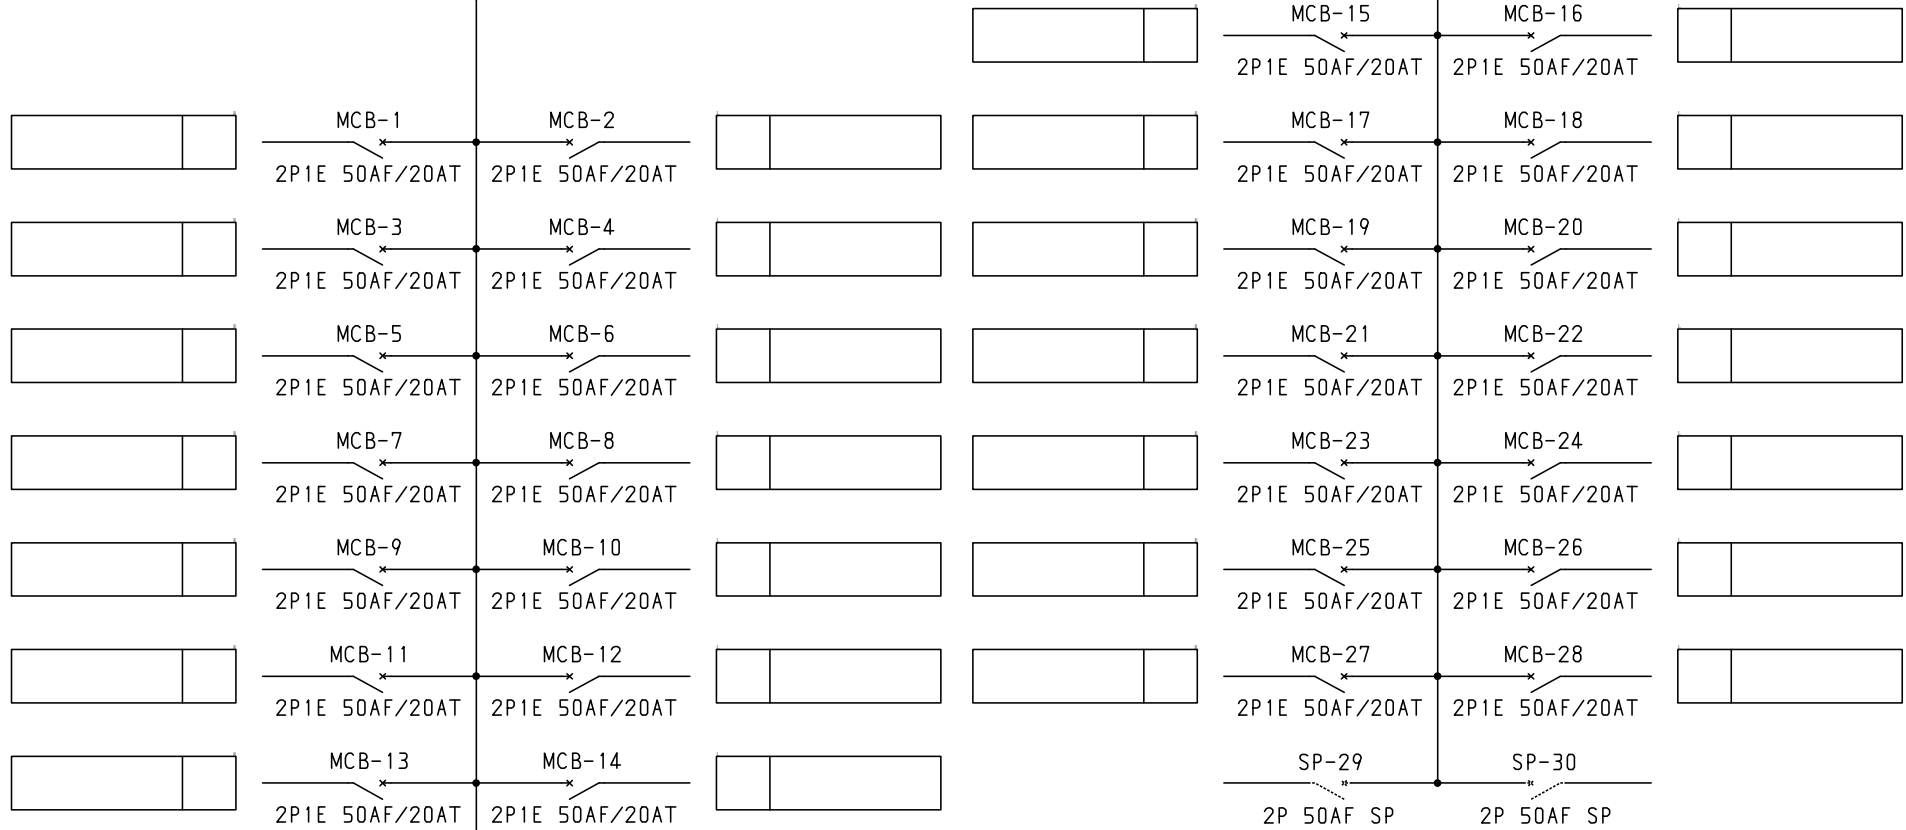 MCB-15 MCB-16
2P1E 50AF/20AT 2P1E 50AF/20AT
MCB-1 MCB-2 MCB-17 MCB-18
2P1E 50AF/20AT 2P1E 50AF/20AT 2P1E 50AF/20AT 2P1E 50AF/20AT
MCB-3 MCB-4 MCB-19 MCB-20
2P1E 50AF/20AT 2P1E 50AF/20AT 2P1E 50AF/20AT 2P1E 50AF/20AT
MCB-5 MCB-6 MCB-21 MCB-22
2P1E 50AF/20AT 2P1E 50AF/20AT 2P1E 50AF/20AT 2P1E 50AF/20AT
MCB-7 MCB-8 MCB-23 MCB-24
2P1E 50AF/20AT 2P1E 50AF/20AT 2P1E 50AF/20AT 2P1E 50AF/20AT
MCB-9 MCB-10 MCB-25 MCB-26
2P1E 50AF/20AT 2P1E 50AF/20AT 2P1E 50AF/20AT 2P1E 50AF/20AT
MCB-11 MCB-12 MCB-27 MCB-28
2P1E 50AF/20AT 2P1E 50AF/20AT 2P1E 50AF/20AT 2P1E 50AF/20AT
MCB-13 MCB-14 SP-29 SP-30
2P1E 50AF/20AT 2P1E 50AF/20AT 2P 50AF SP 2P 50AF SP